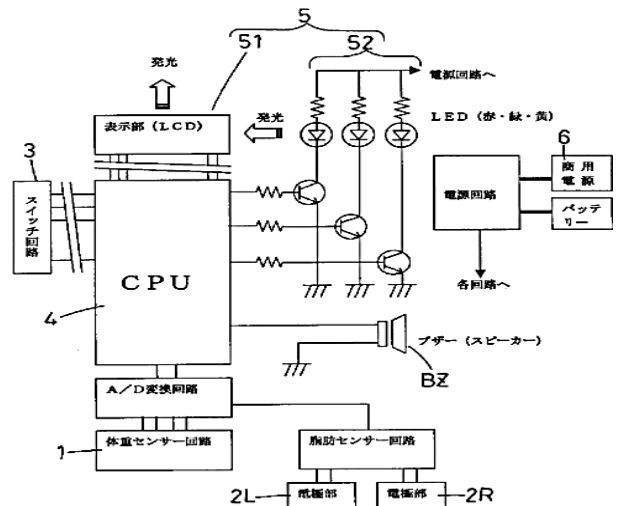 5
51
52
発光
電源回路へ
表示部（LCD）
発光
LED（赤・緑・黄）
3
スイッチ回路
6
商用
電源
電源回路
バッテリー
CPU
4
各回路へ
ブザー（スピーカー）
BZ
A／D変換回路
1
体重センサー回路
脂肪センサー回路
2L
電極部
電極部
2R